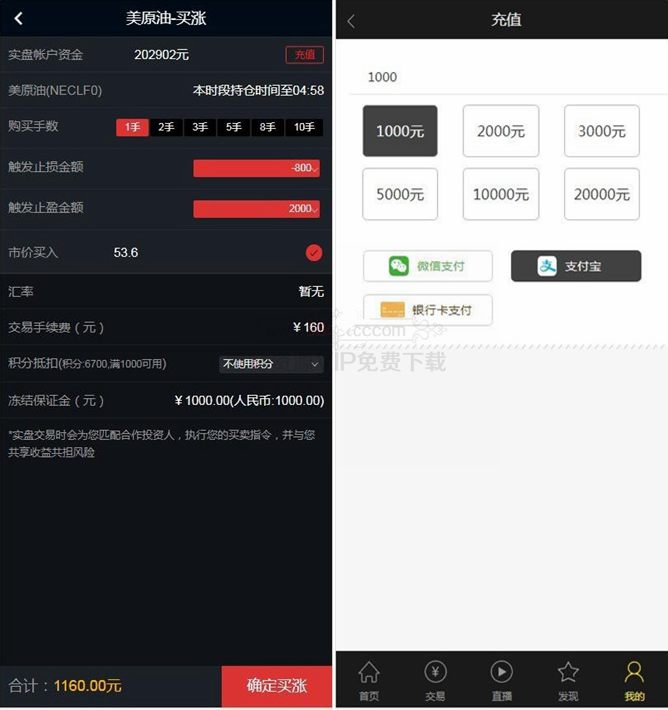 美原油-买涨
实盘帐户资金 202902元 充值
美原油(NECLF0) 本时段持仓时间至04:58
购买手数 1手 2手 3手 5手 8手 10手
触发止损金额 -800
触发止盈金额 2000
市价买入 53.6
汇率 暂无
交易手续费（元） ￥160
积分抵扣(积分:6700,满1000可用) 不使用积分
冻结保证金（元） ￥1000.00(人民币:1000.00)
*实盘交易时会为您匹配合作投资人，执行您的买卖指令，并与您
共享收益共担风险
合计：1160.00元 确定买涨
充值
1000
1000元 2000元 3000元
5000元 10000元 20000元
微信支付 支付宝
银行卡支付
cccom
IP免费下载
首页 交易 直播 发现 我的